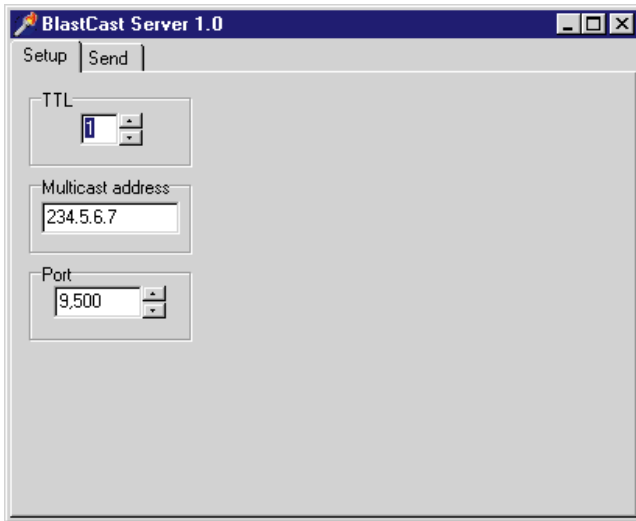 BlastCast Server 1.0
Setup Send
TTL
1
Multicast address
234.5.6.7
Port
9,500